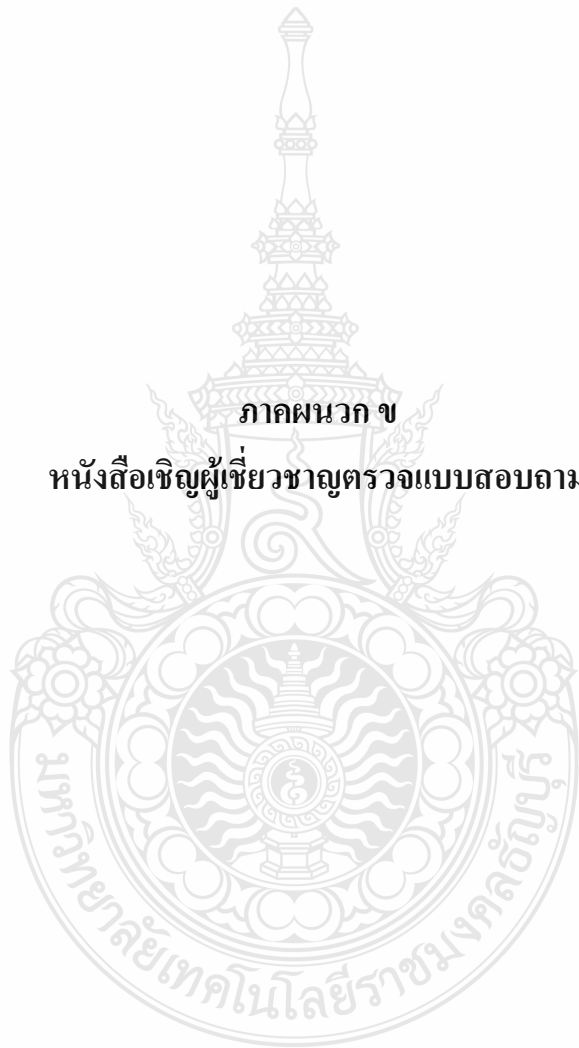 ภาคผนวก ข
หนังสือเชิญผู้เชี่ยวชาญตรวจแบบสอบถาม
มหาวิทยาลัยเทคโนโลยีราชมงคลธัญบุรี